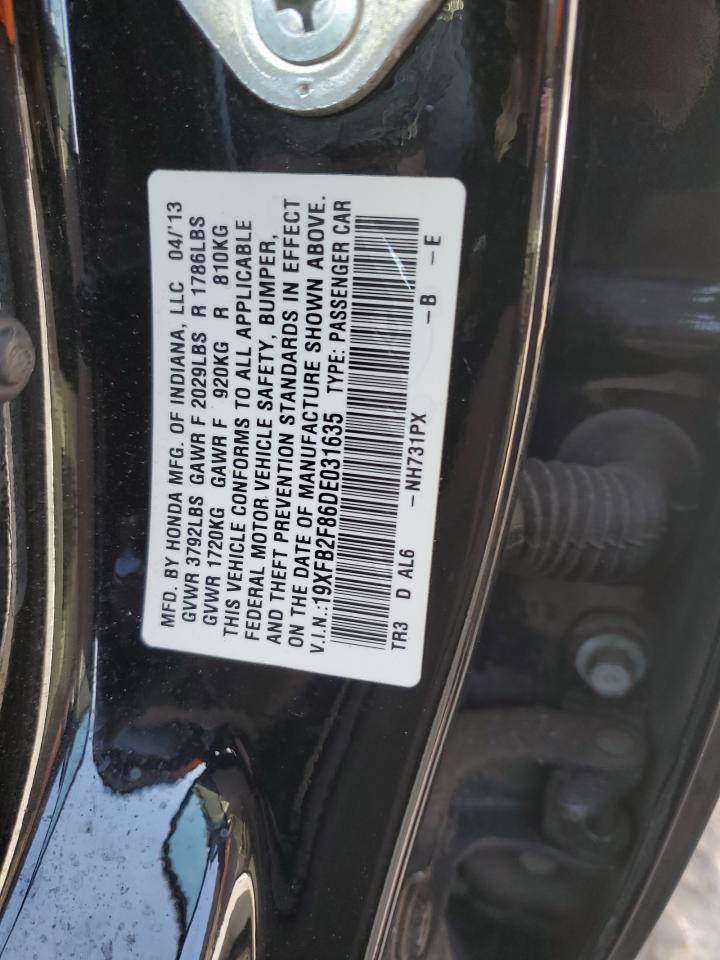 MFD. BY HONDA MFG. OF INDIANA, LLC 04/'13
GVWR 3792LBS GAWR F 2029LBS R 1786LBS
GVWR 1720KG GAWR F 920KG R 810KG
THIS VEHICLE CONFORMS TO ALL APPLICABLE
FEDERAL MOTOR VEHICLE SAFETY, BUMPER,
AND THEFT PREVENTION STANDARDS IN EFFECT
ON THE DATE OF MANUFACTURE SHOWN ABOVE.
V.I.N.:19XFB2F86DE031635 TYPE: PASSENGER CAR
TR3 D AL6 -NH731PX -B -E